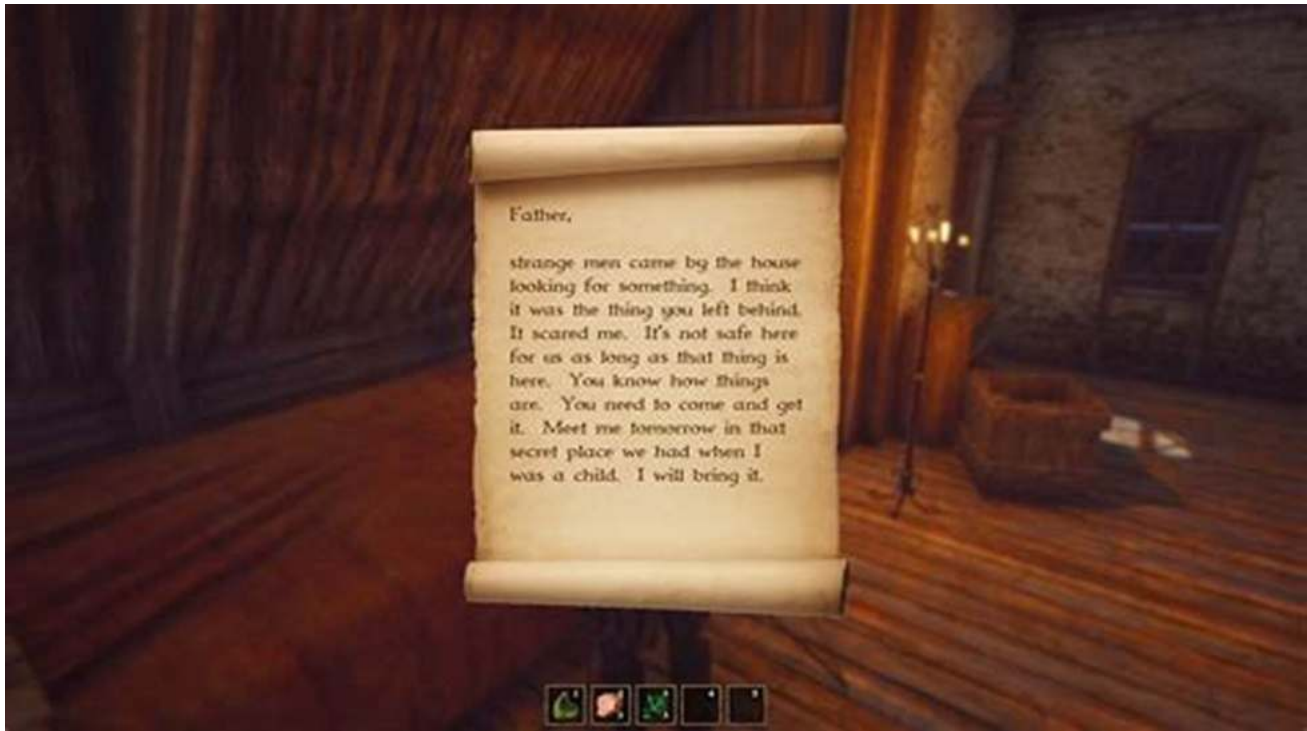 Father,
strange men came by the house
looking for something.  I think
it was the thing you left behind.
It scared me.  It's not safe here
for us as long as that thing is
here.  You know how things
are.  You need to come and get
it.  Meet me tomorrow in that
secret place we had when I
was a child.  I will bring it.